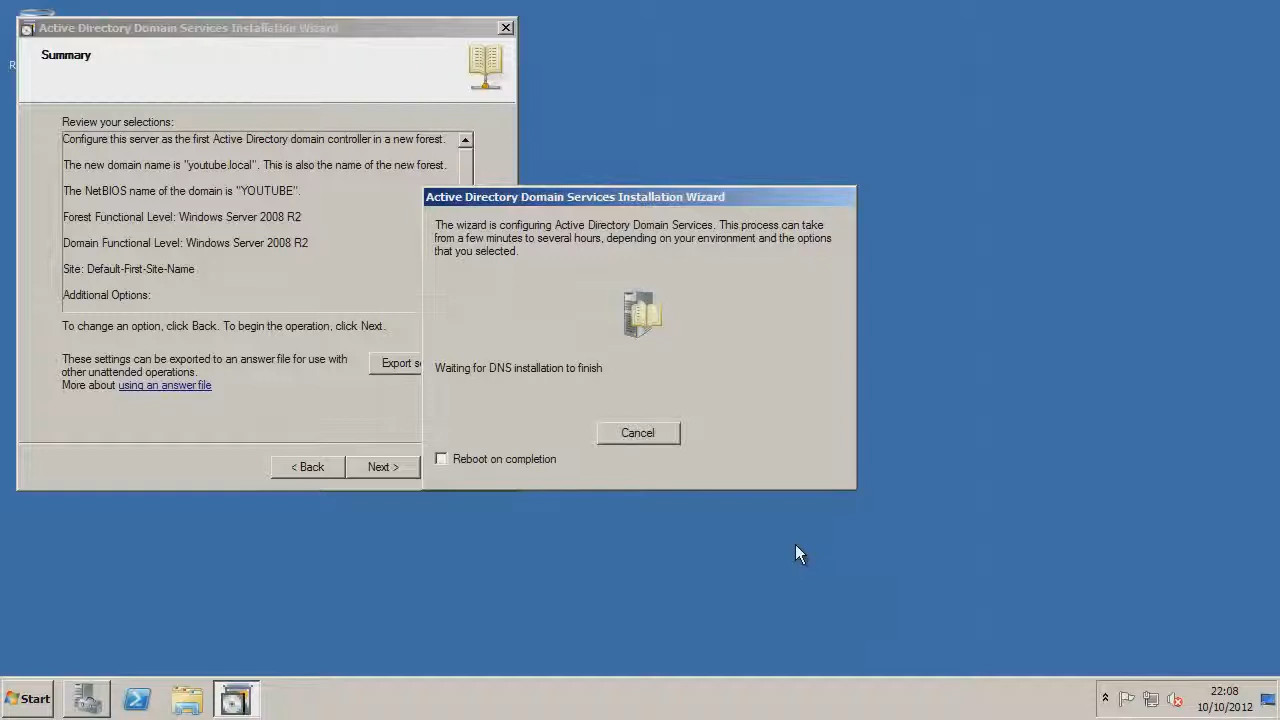 Active Directory Domain Services Installation Wizard
Summary
Review your selections:
Configure this server as the first Active Directory domain controller in a new forest.
The new domain name is "youtube.local". This is also the name of the new forest.
The NetBIOS name of the domain is "YOUTUBE".
Forest Functional Level: Windows Server 2008 R2
Domain Functional Level: Windows Server 2008 R2
Site: Default-First-Site-Name
Additional Options:
To change an option, click Back. To begin the operation, click Next.
These settings can be exported to an answer file for use with
other unattended operations.
More about using an answer file
Export se
< Back
Next >
Active Directory Domain Services Installation Wizard
The wizard is configuring Active Directory Domain Services. This process can take
from a few minutes to several hours, depending on your environment and the options
that you selected.
Waiting for DNS installation to finish
Cancel
Reboot on completion
R
Start
22:08
10/10/2012